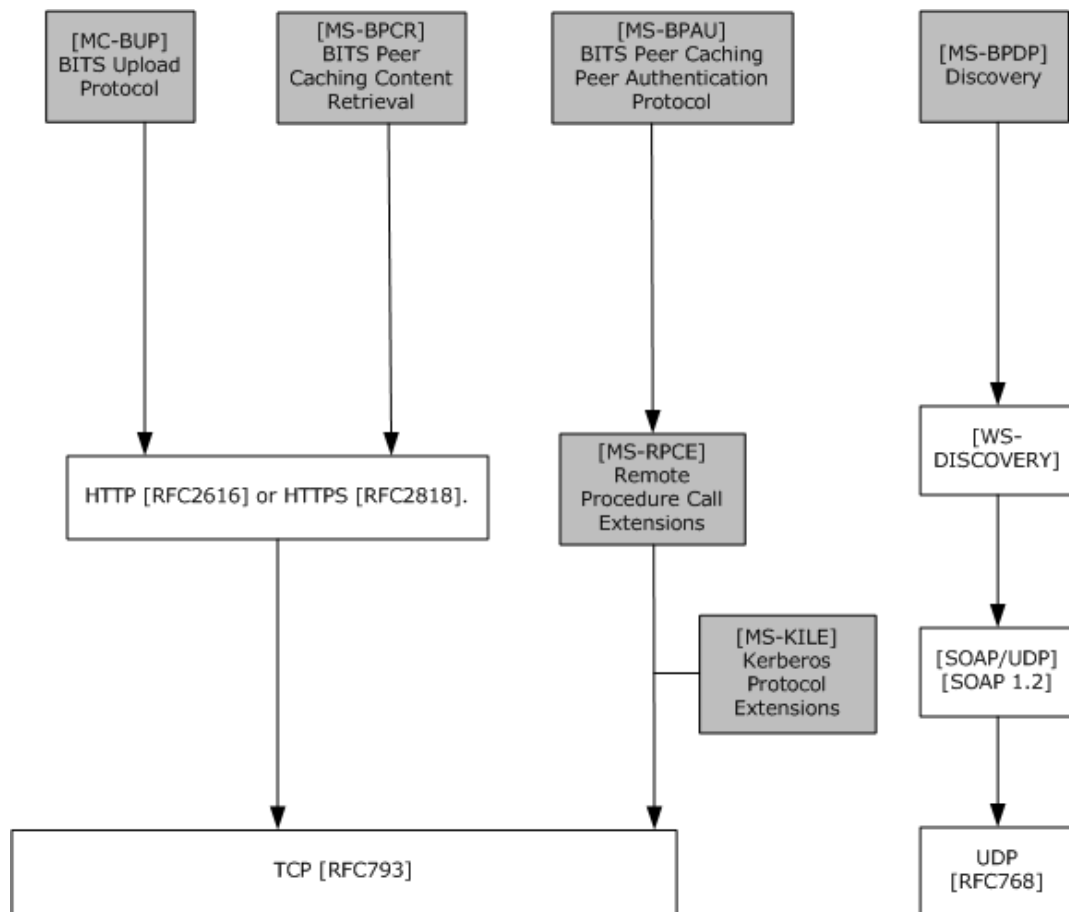 [MC-BUP]
BITS Upload
Protocol
[MS-BPCR]
BITS Peer
Caching Content
Retrieval
[MS-BPAU]
BITS Peer Caching
Peer Authentication
Protocol
[MS-BPDP]
Discovery
HTTP [RFC2616] or HTTPS [RFC2818].
[MS-RPCE]
Remote
Procedure Call
Extensions
[WS-
DISCOVERY]
[MS-KILE]
Kerberos
Protocol
Extensions
[SOAP/UDP]
[SOAP 1.2]
TCP [RFC793]
UDP
[RFC768]